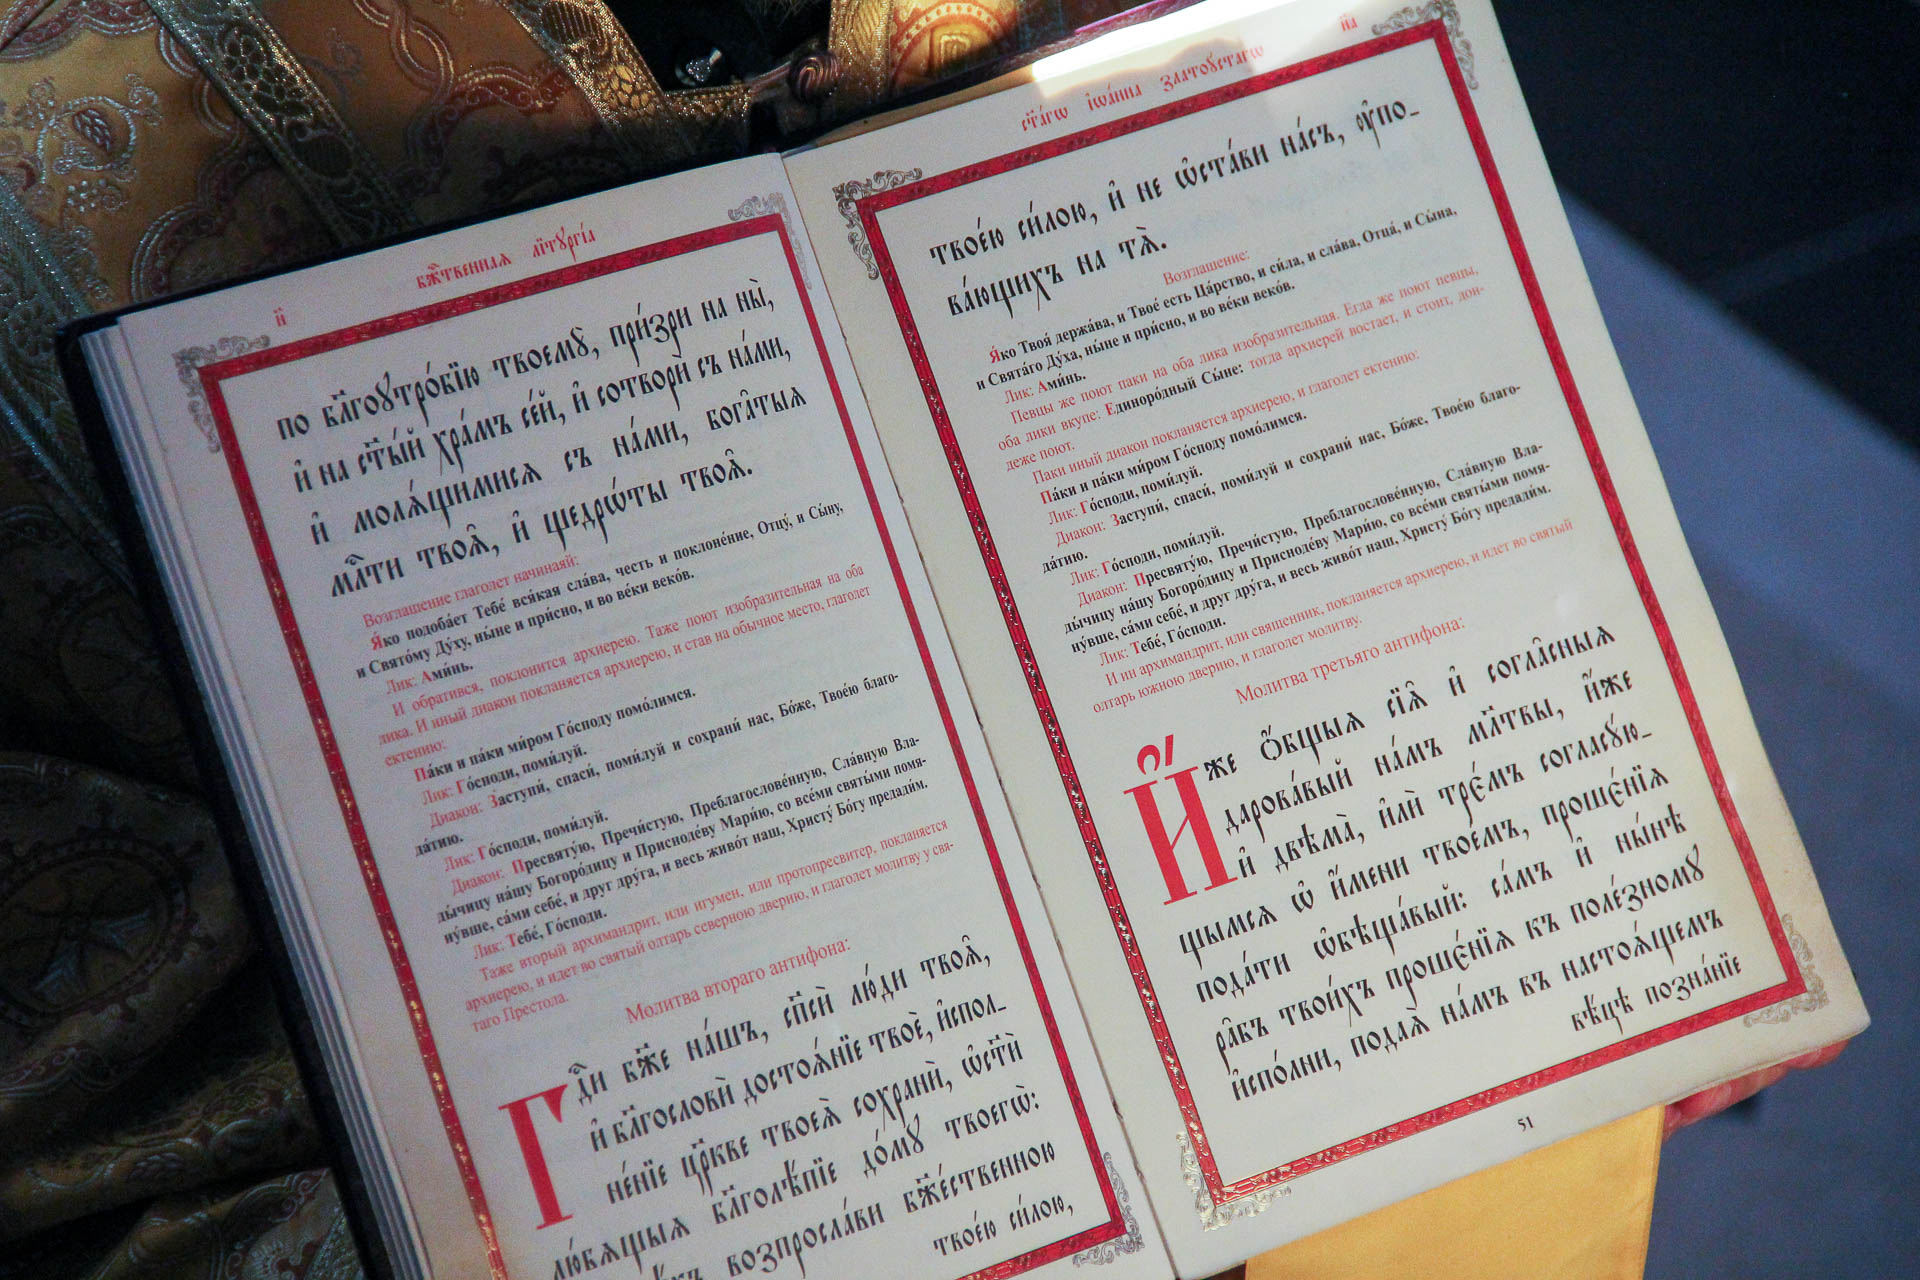 бж҃твенная лїтꙋргі́а
н҃
по бл҃гоꙋтро́бїю твоемꙋ̀, при́зри на ны̀,
и҆ на ст҃ы́й хра́мъ се́й, и҆ сотворѝ съ на́ми,
и҆ молѧ́щимисѧ съ на́ми, бога̑тыѧ
мл҃ти твоѧ̑, и҆ щедрѡ́ты твоѧ̑.
Возглашение глаголет начинаяй:
Я́ко подоба́ет Тебе́ вся́кая сла́ва, честь и поклоне́ние, Отцу́, и Сы́ну,
и Свято́му Ду́ху, ны́не и при́сно, и во ве́ки веко́в.
Лик: Ами́нь.
И обратився, поклонится архиерею. Таже поют изобразительная на оба
лика. И иный диакон покланяется архиерею, и став на обычное место, глаголет
ектению:
Па́ки и па́ки ми́ром Го́споду помо́лимся.
Лик: Го́споди, поми́луй.
Диакон: Заступи́, спаси́, поми́луй и сохрани́ нас, Бо́же, Твое́ю благо-
да́тию.
Лик: Го́споди, поми́луй.
Диакон: Пресвяту́ю, Пречи́стую, Преблагослове́нную, Сла́вную Вла-
ды́чицу на́шу Богоро́дицу и Присноде́ву Мари́ю, со все́ми святы́ми помя-
ну́вше, са́ми себе́, и друг дру́га, и весь живо́т наш, Христу́ Бо́гу предади́м.
Лик: Тебе́, Го́споди.
Таже вторый архимандрит, или игумен, или протопресвитер, покланяется
архиерею, и идет во святый олтарь северною дверию, и глаголет молитву у свя-
таго Престола.
Молитва втораго антифона:
Гдⷭ҇и бж҃е на́шъ, сп҃сѝ лю́ди твоѧ̑,
и҆ бл҃гословѝ достоѧ́нїе твоѐ, и҆спол-
не́нїе цр҃кве твоеѧ̀ сохранѝ, ѡ҆ст҃ѝ
лю́бѧщыѧ бл҃голѣ́пїе до́мꙋ твоегѡ̀:
возпросла́ви бжⷭ҇е́ственною
твое́ю си́лою,
ст҃а́гѡ і҆ѡа́нна златоꙋ́стагѡ
н҃а
твое́ю си́лою, и҆ не ѡ҆ста́ви на́съ, ᲂу҆по-
ва́ющихъ на тѧ̀.
Возглашение:
Я́ко Твоя́ держа́ва, и Твое́ есть Ца́рство, и си́ла, и сла́ва, Отца́, и Сы́на,
и Свята́го Ду́ха, ны́не и при́сно, и во ве́ки веко́в.
Лик: Ами́нь.
Певцы же поют паки на оба лика изобразительная. Егда же поют певцы,
оба лики вкупе: Единоро́дный Сы́не: тогда архиерей востает, и стоит, дон-
деже поют.
Паки иный диакон покланяется архиерею, и глаголет ектению:
Па́ки и па́ки ми́ром Го́споду помо́лимся.
Лик: Го́споди, поми́луй.
Диакон: Заступи́, спаси́, поми́луй и сохрани́ нас, Бо́же, Твое́ю благо-
да́тию.
Лик: Го́споди, поми́луй.
Диакон: Пресвяту́ю, Пречи́стую, Преблагослове́нную, Сла́вную Вла-
ды́чицу на́шу Богоро́дицу и Присноде́ву Мари́ю, со все́ми святы́ми помя-
ну́вше, са́ми себе́, и друг дру́га, и весь живо́т наш, Христу́ Бо́гу предади́м.
Лик: Тебе́, Го́споди.
И ин архимандрит, или священник, покланяется архиерею, и идет во святый
олтарь южною дверию, и глаголет молитву.
Молитва третьяго антифона:
И҆́же ѻ҆́бщыѧ сїѧ̑ и҆ согла̑сныѧ
дарова́вый на́мъ мл҃твы, и҆́же
и҆ двѣма̀, и҆лѝ тре́мъ согласꙋ́ю-
щымсѧ ѡ҆ и҆́мени твое́мъ, проше́нїѧ
пода́ти ѡ҆бѣща́вый: са́мъ и҆ ны́нѣ
ра̑бъ твои́хъ проше́нїѧ къ поле́зномꙋ
и҆спо́лни, подаѧ̀ на́мъ въ настоѧ́щемъ
вѣ́цѣ позна́нїе
51